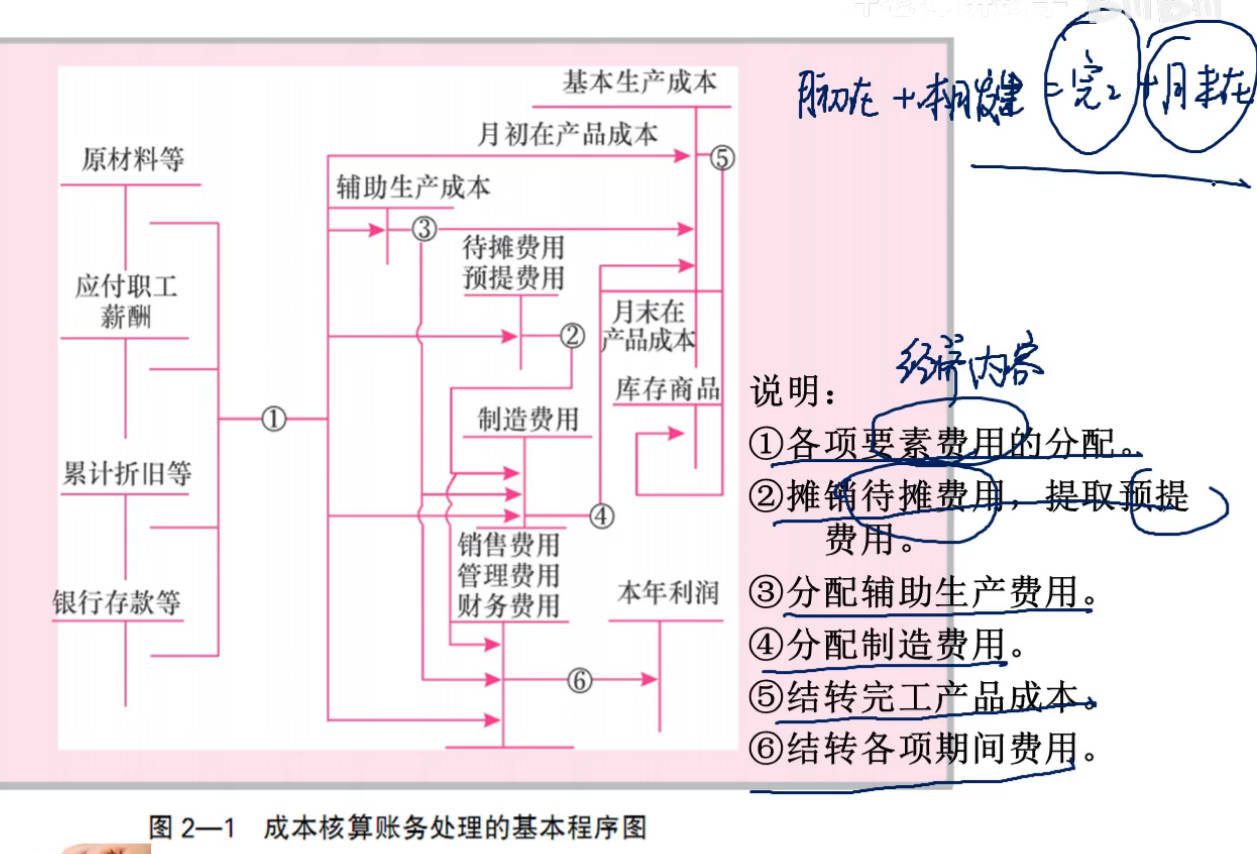 月初在 + 本月发生 = 完工 + 月末在
基本生产成本
月初在产品成本
⑤
原材料等
辅助生产成本
③
待摊费用
预提费用
应付职工
薪酬
②
月末在
产品成本
库存商品
制造费用
①
累计折旧等
④
销售费用
管理费用
财务费用
银行存款等
本年利润
⑥
经济内容
说明：
①各项要素费用的分配。
②摊销待摊费用，提取预提
费用。
③分配辅助生产费用。
④分配制造费用。
⑤结转完工产品成本。
⑥结转各项期间费用。
图 2—1 成本核算账务处理的基本程序图